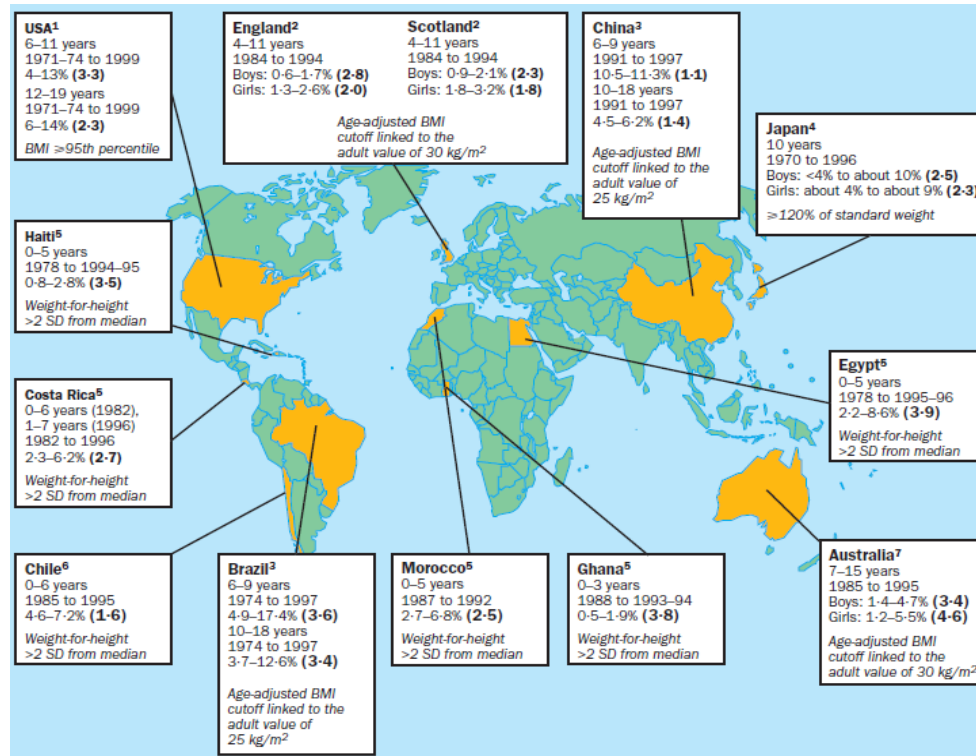 USA¹
6–11 years
1971–74 to 1999
4–13% (3·3)
12–19 years
1971–74 to 1999
6–14% (2·3)
BMI ⩾95th percentile
England²
4–11 years
1984 to 1994
Boys: 0·6–1·7% (2·8)
Girls: 1·3–2·6% (2·0)
Scotland²
4–11 years
1984 to 1994
Boys: 0·9–2·1% (2·3)
Girls: 1·8–3·2% (1·8)
Age-adjusted BMI
cutoff linked to the
adult value of 30 kg/m²
China³
6–9 years
1991 to 1997
10·5–11·3% (1·1)
10–18 years
1991 to 1997
4·5–6·2% (1·4)
Age-adjusted BMI
cutoff linked to the
adult value of
25 kg/m²
Japan⁴
10 years
1970 to 1996
Boys: <4% to about 10% (2·5)
Girls: about 4% to about 9% (2·3)
⩾120% of standard weight
Haiti⁵
0–5 years
1978 to 1994–95
0·8–2·8% (3·5)
Weight-for-height
>2 SD from median
Costa Rica⁵
0–6 years (1982),
1–7 years (1996)
1982 to 1996
2·3–6·2% (2·7)
Weight-for-height
>2 SD from median
Egypt⁵
0–5 years
1978 to 1995–96
2·2–8·6% (3·9)
Weight-for-height
>2 SD from median
Chile⁶
0–6 years
1985 to 1995
4·6–7·2% (1·6)
Weight-for-height
>2 SD from median
Brazil³
6–9 years
1974 to 1997
4·9–17·4% (3·6)
10–18 years
1974 to 1997
3·7–12·6% (3·4)
Age-adjusted BMI
cutoff linked to the
adult value of
25 kg/m²
Morocco⁵
0–5 years
1987 to 1992
2·7–6·8% (2·5)
Weight-for-height
>2 SD from median
Ghana⁵
0–3 years
1988 to 1993–94
0·5–1·9% (3·8)
Weight-for-height
>2 SD from median
Australia⁷
7–15 years
1985 to 1995
Boys: 1·4–4·7% (3·4)
Girls: 1·2–5·5% (4·6)
Age-adjusted BMI
cutoff linked to the
adult value of 30 kg/m²